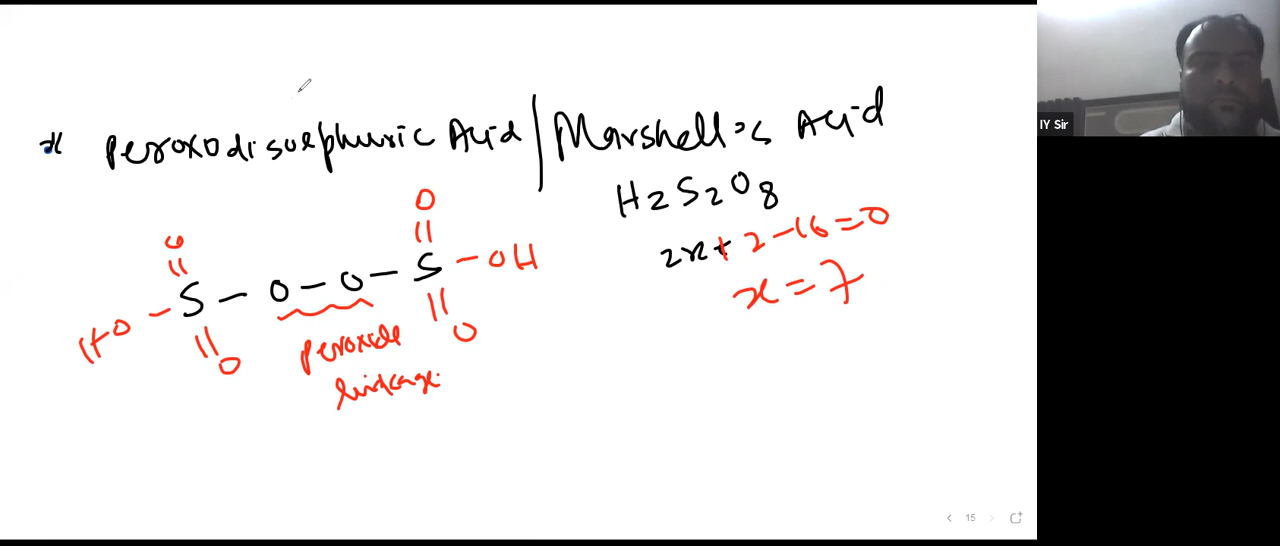 * Peroxodisulphuric Acid | Marshell's Acid
H2S2O8
2x + 2 - 16 = 0
x = 7
O
O
HO - S - O - O - S - OH
O
O
peroxide
linkage
IY Sir
15